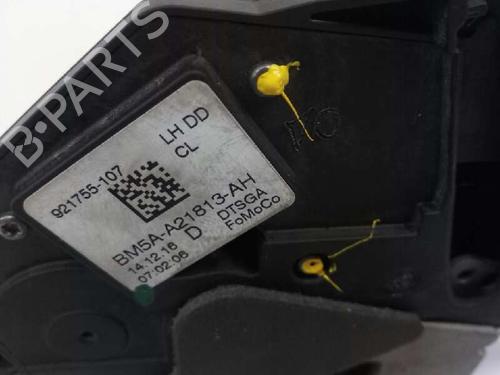 B-PARTS
921755-107
LH DD
CL
BM5A-A21813-AH
14.12.16 D DTSGA
07:02:06 FoMoCo